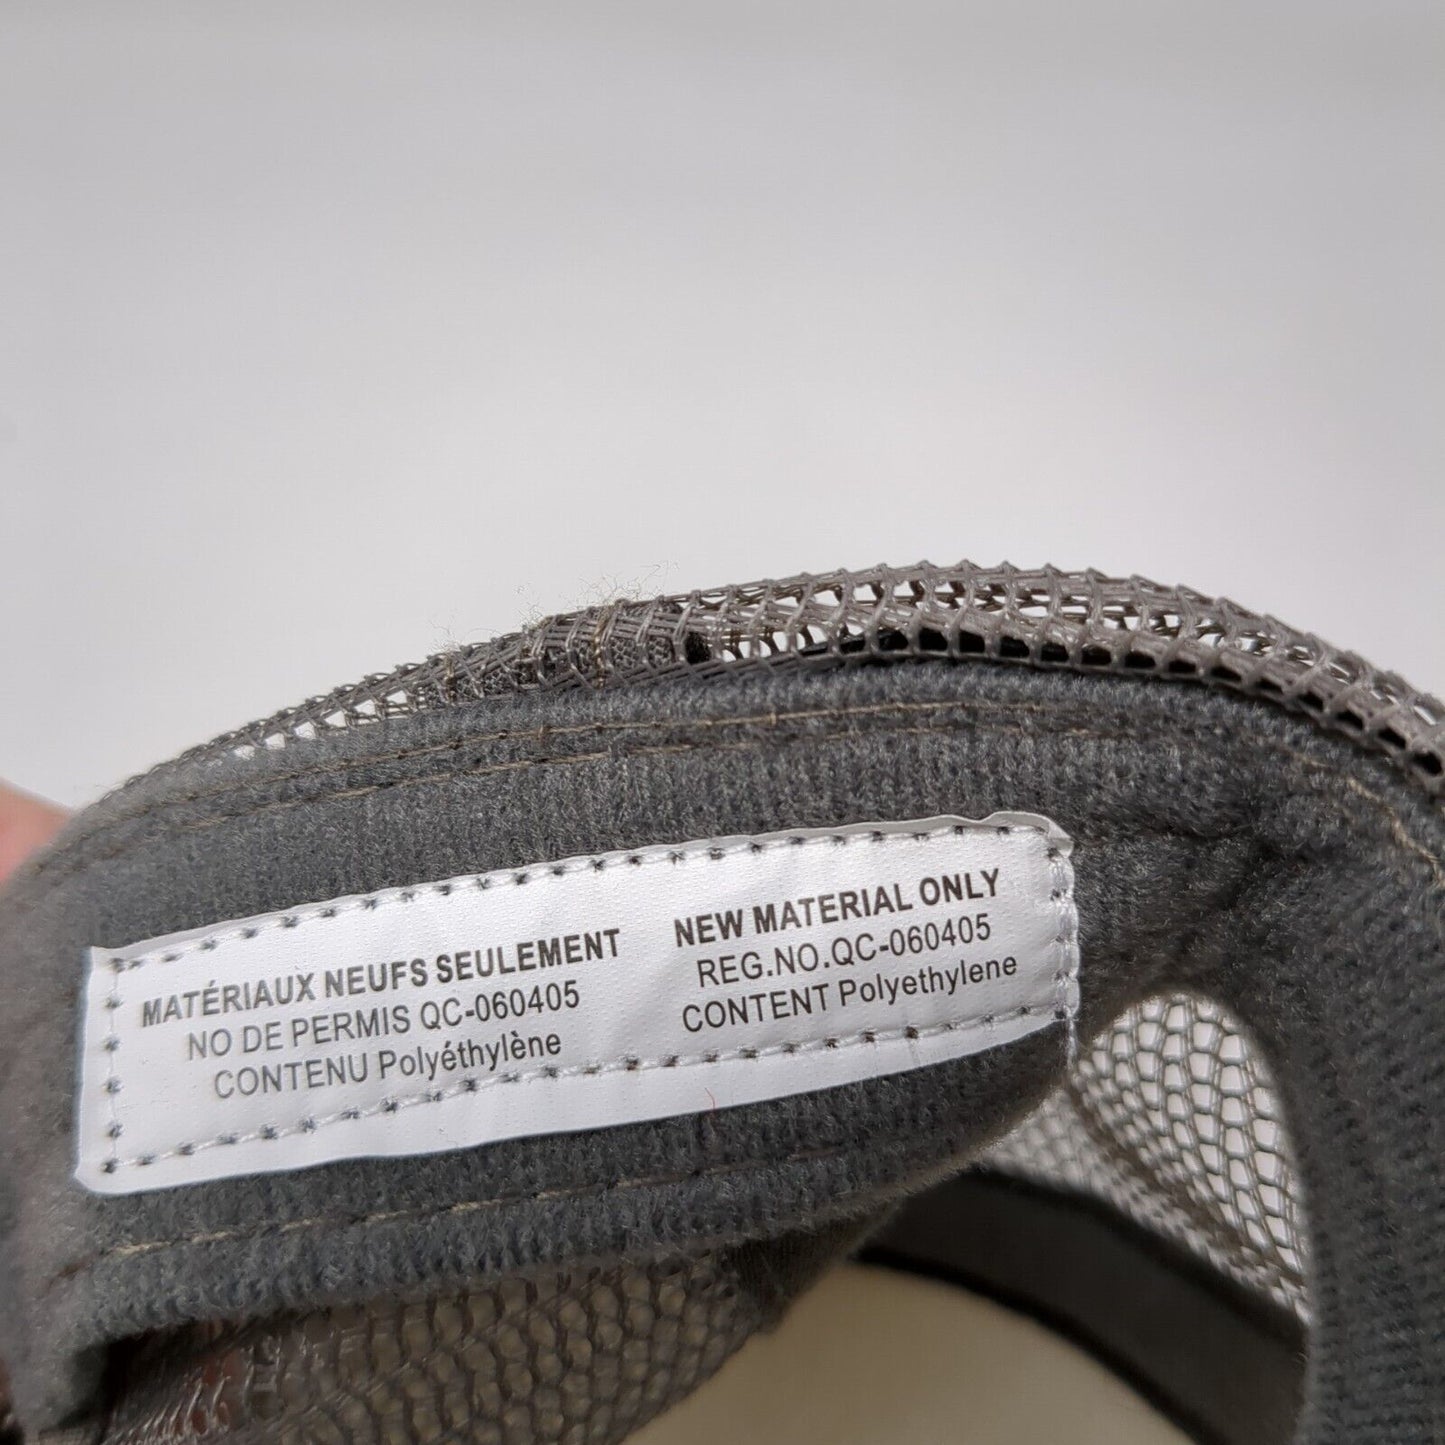 MATÉRIAUX NEUFS SEULEMENT
NO DE PERMIS QC-060405
CONTENU Polyéthylène
NEW MATERIAL ONLY
REG.NO.QC-060405
CONTENT Polyethylene